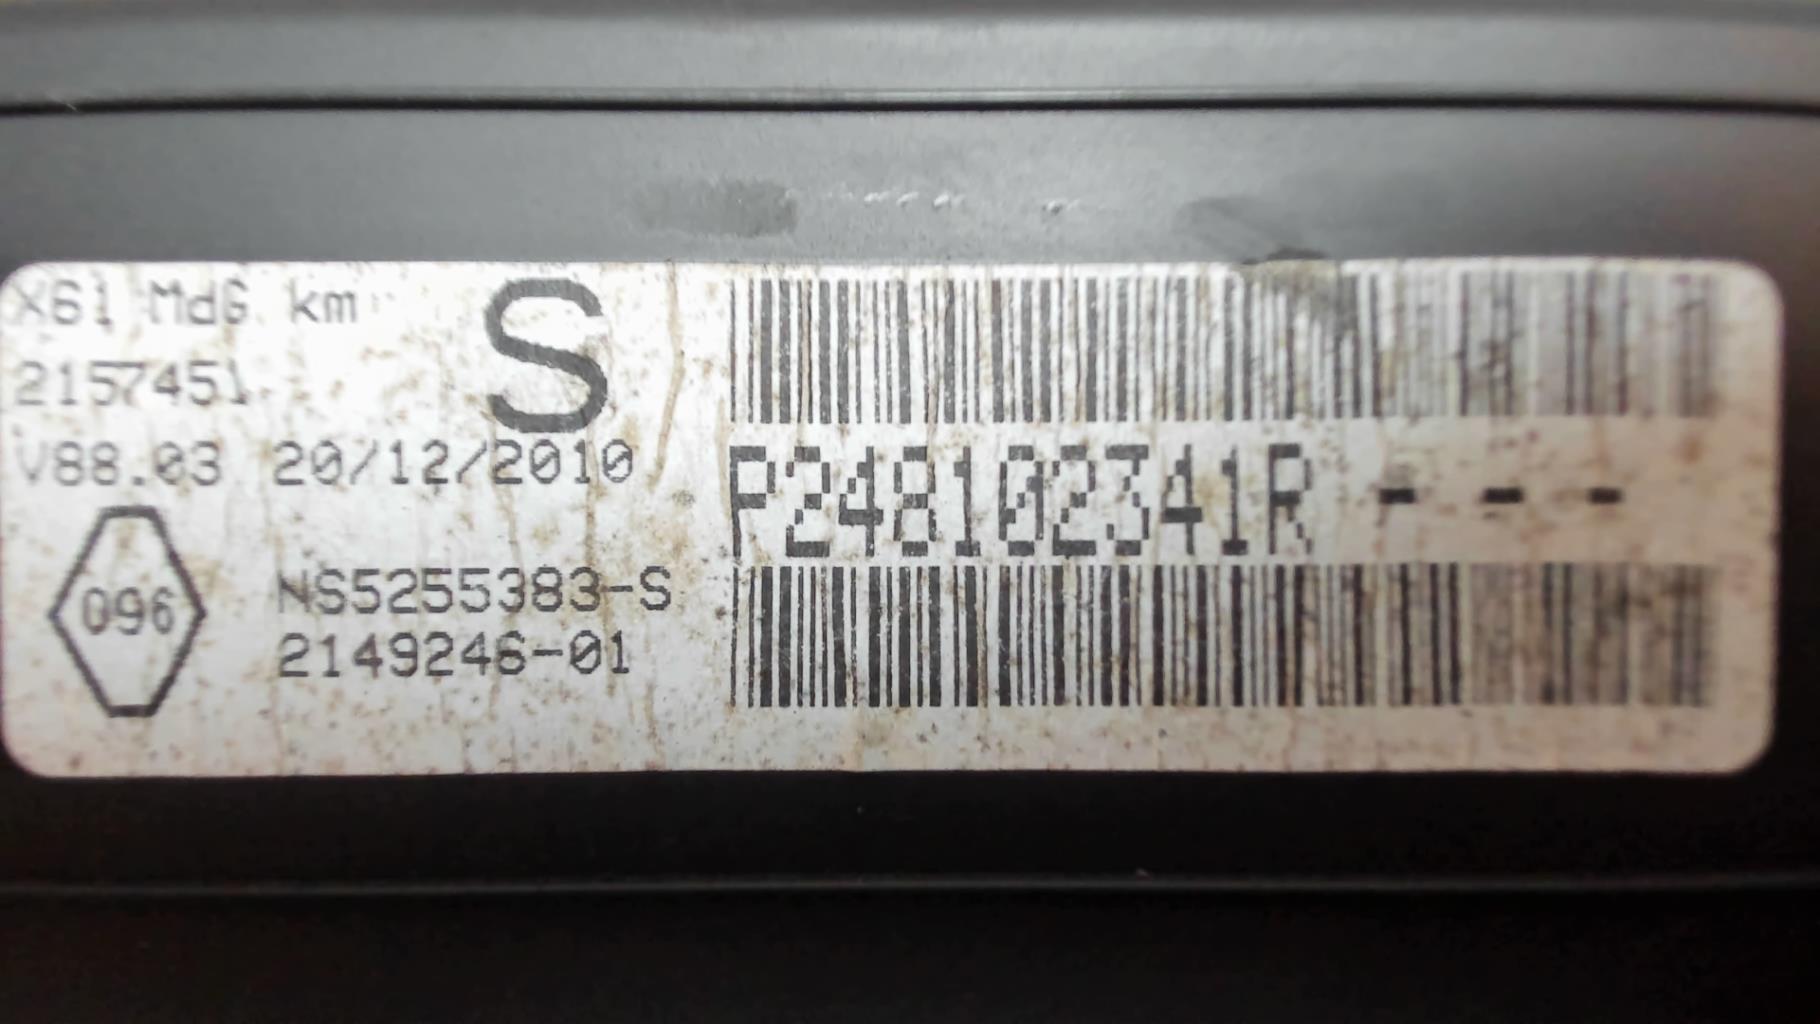 X61 MdG km
S
2157451
V88.03 20/12/2010
P248102341R - - -
096
NS5255383-S
2149246-01